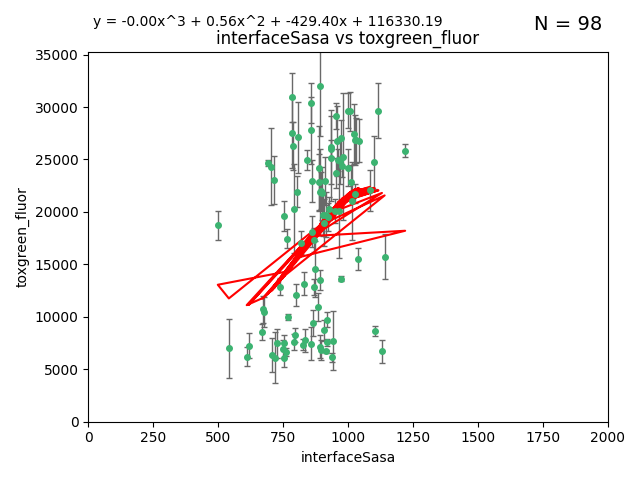 y = -0.00x^3 + 0.56x^2 + -429.40x + 116330.19
N = 98
interfaceSasa vs toxgreen_fluor
35000
30000
25000
20000
15000
10000
5000
0
toxgreen_fluor
0 250 500 750 1000 1250 1500 1750 2000
interfaceSasa